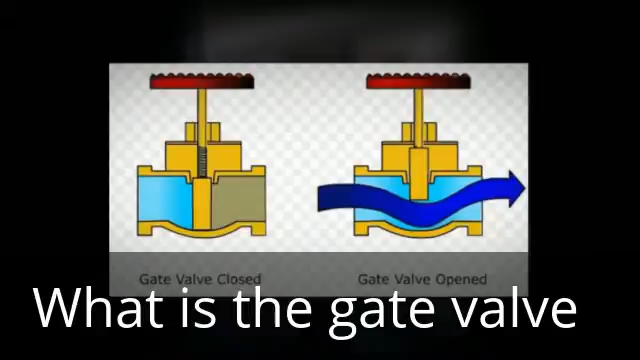 Gate Valve Closed
Gate Valve Opened
What is the gate valve